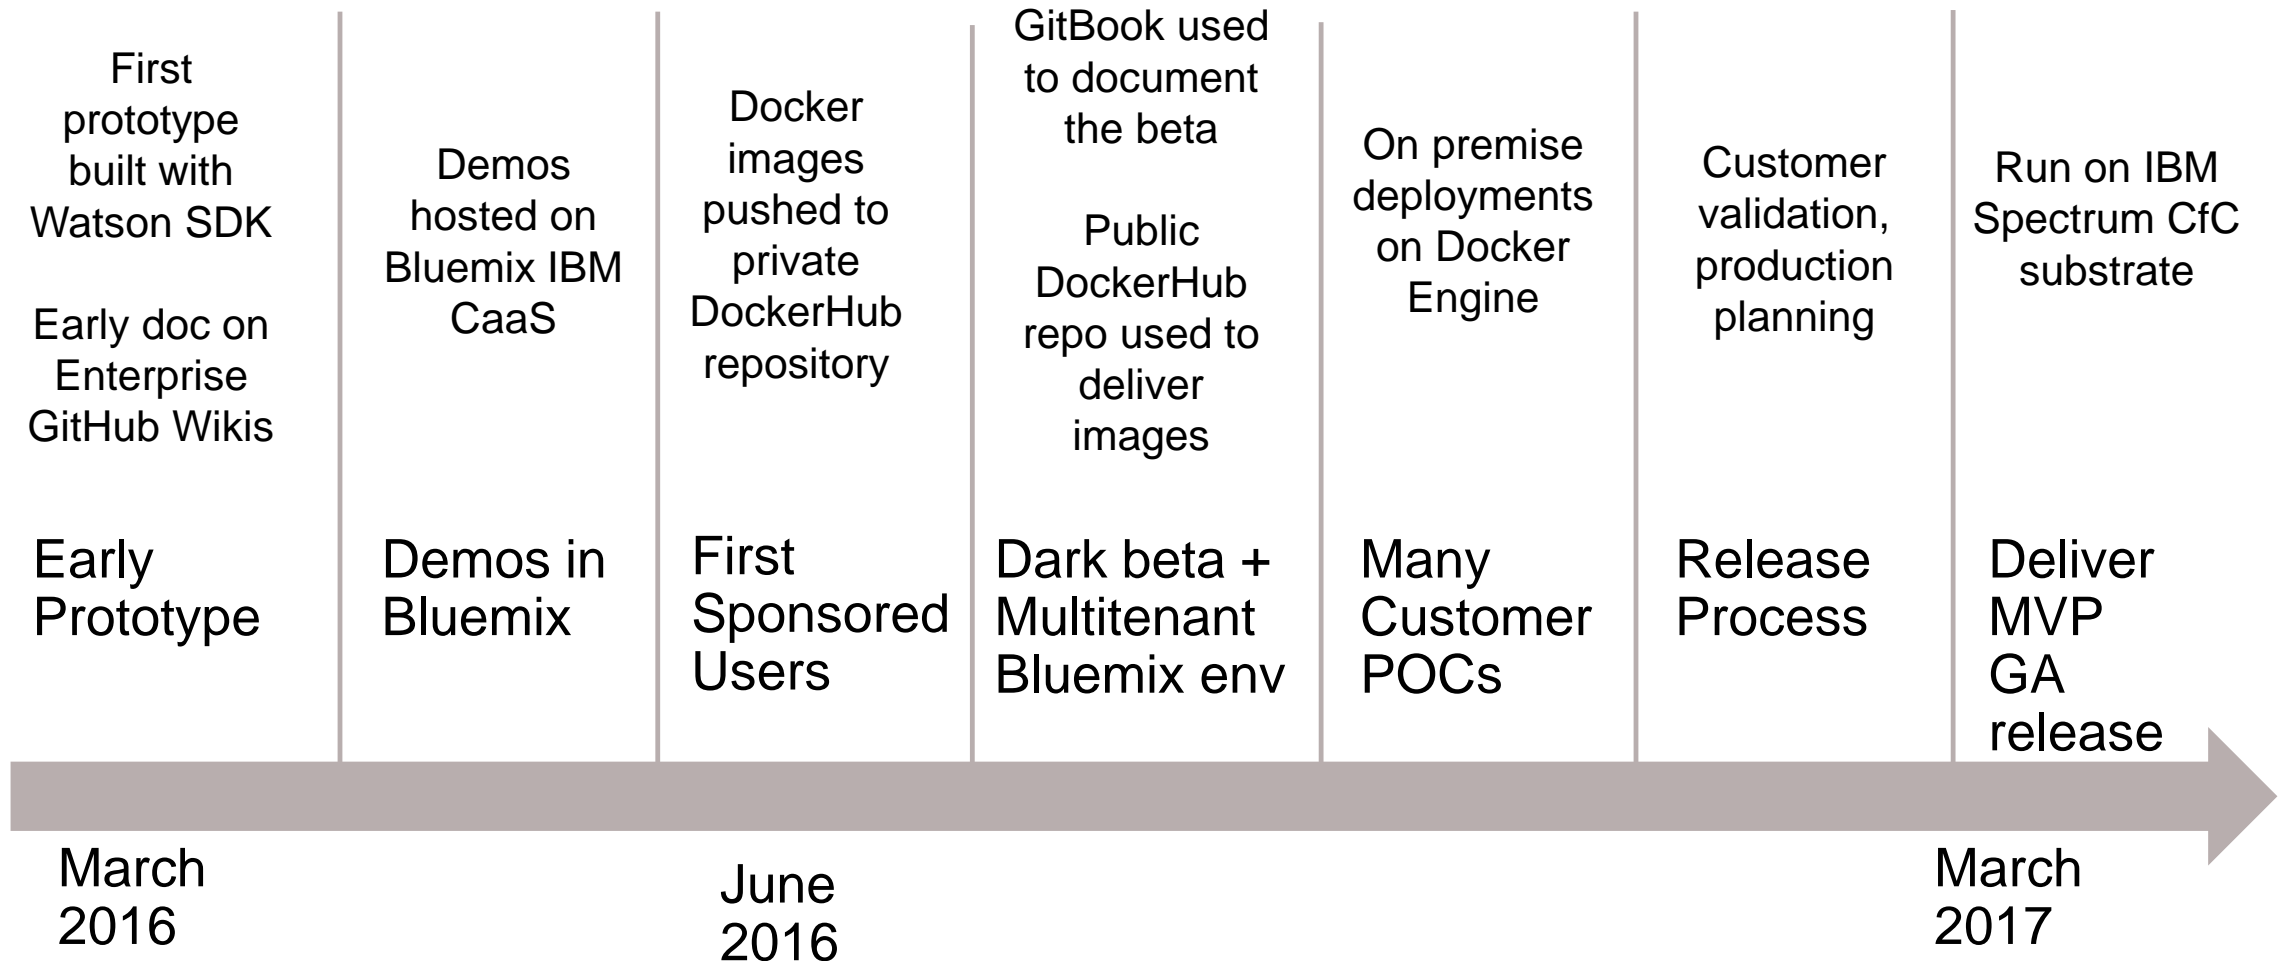 First
prototype
built with
Watson SDK
Early doc on
Enterprise
GitHub Wikis
Early
Prototype
Demos
hosted on
Bluemix IBM
CaaS
Demos in
Bluemix
Docker
images
pushed to
private
DockerHub
repository
First
Sponsored
Users
GitBook used
to document
the beta
Public
DockerHub
repo used to
deliver
images
Dark beta +
Multitenant
Bluemix env
On premise
deployments
on Docker
Engine
Many
Customer
POCs
Customer
validation,
production
planning
Release
Process
Run on IBM
Spectrum CfC
substrate
Deliver
MVP
GA
release
March
2016
June
2016
March
2017